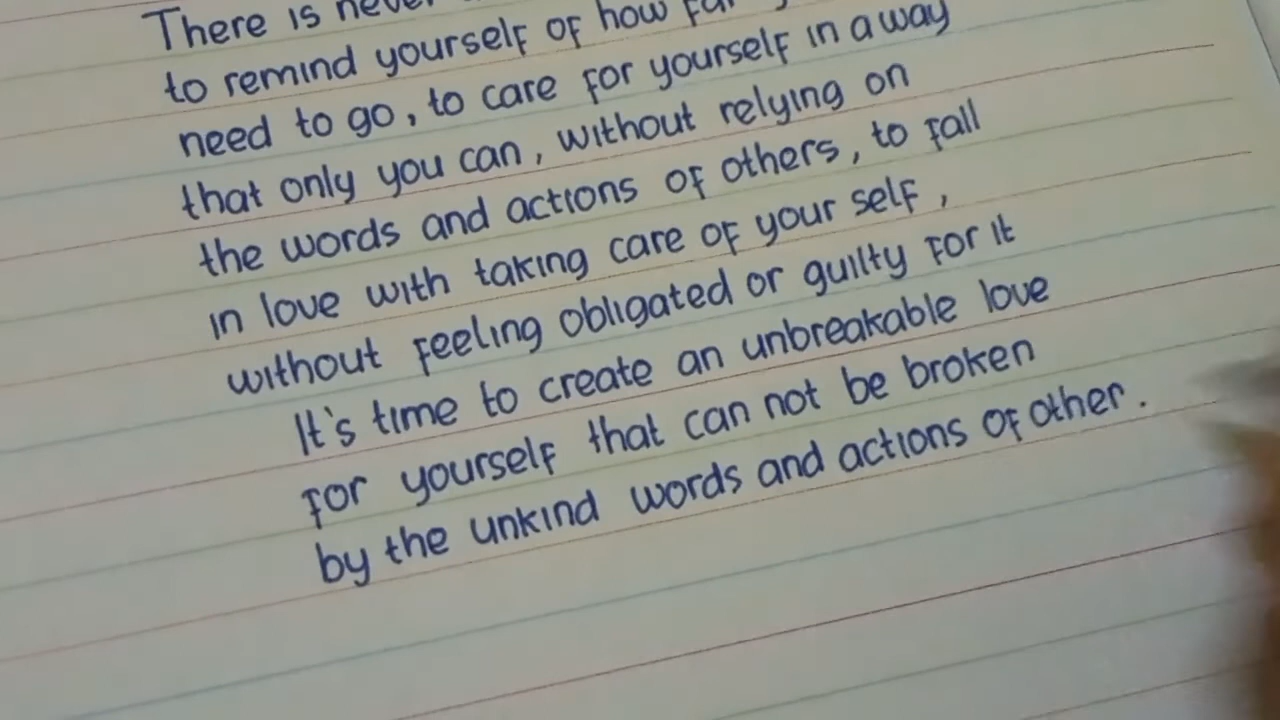 There is never
to remind yourself of how far
need to go, to care for yourself in a way
that only you can, without relying on
the words and actions of others, to fall
in love with taking care of your self,
without feeling obligated or guilty for it
It's time to create an unbreakable love
for yourself that can not be broken
by the unkind words and actions of other.